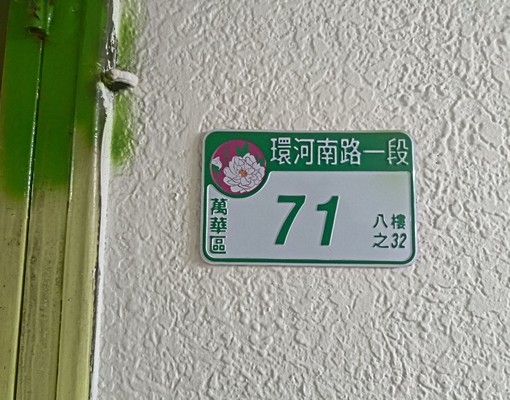 環河南路一段
萬華區
71
八樓
之32